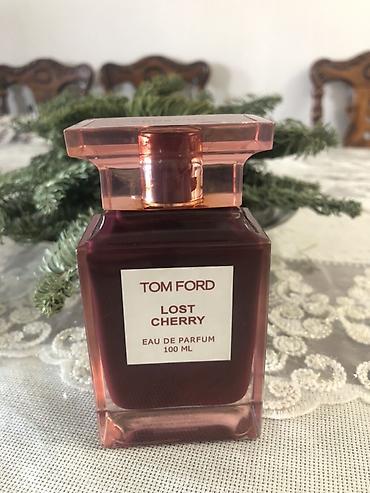 TOM FORD
LOST
CHERRY
EAU DE PARFUM
100 ML